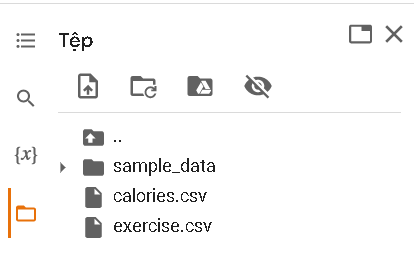 Tệp
..
sample_data
{x}
calories.csv
exercise.csv